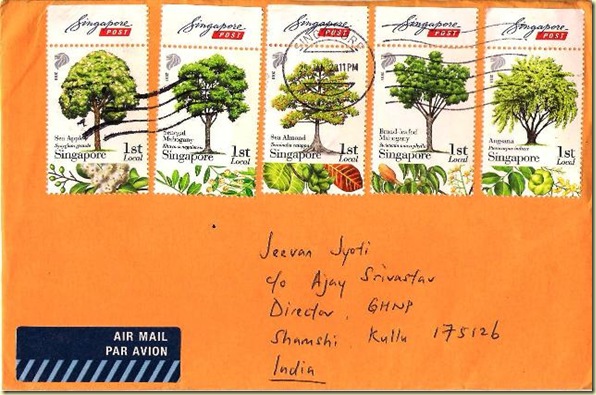 Singapore POST Singapore POST Singapore POST Singapore POST Singapore POST
SINGAPORE
11PM
Sea Apple
1st Local
Singapore
Senegal Mahogany
1st Local
Singapore
Sea Almond
1st Local
Singapore
Broad-leafed Mahogany
1st Local
Singapore
Angsana
1st Local
Singapore
Jeevan Jyoti
c/o Ajay Srivastav
Director, GHNP
Shamshi Kullu 175126
India
AIR MAIL
PAR AVION